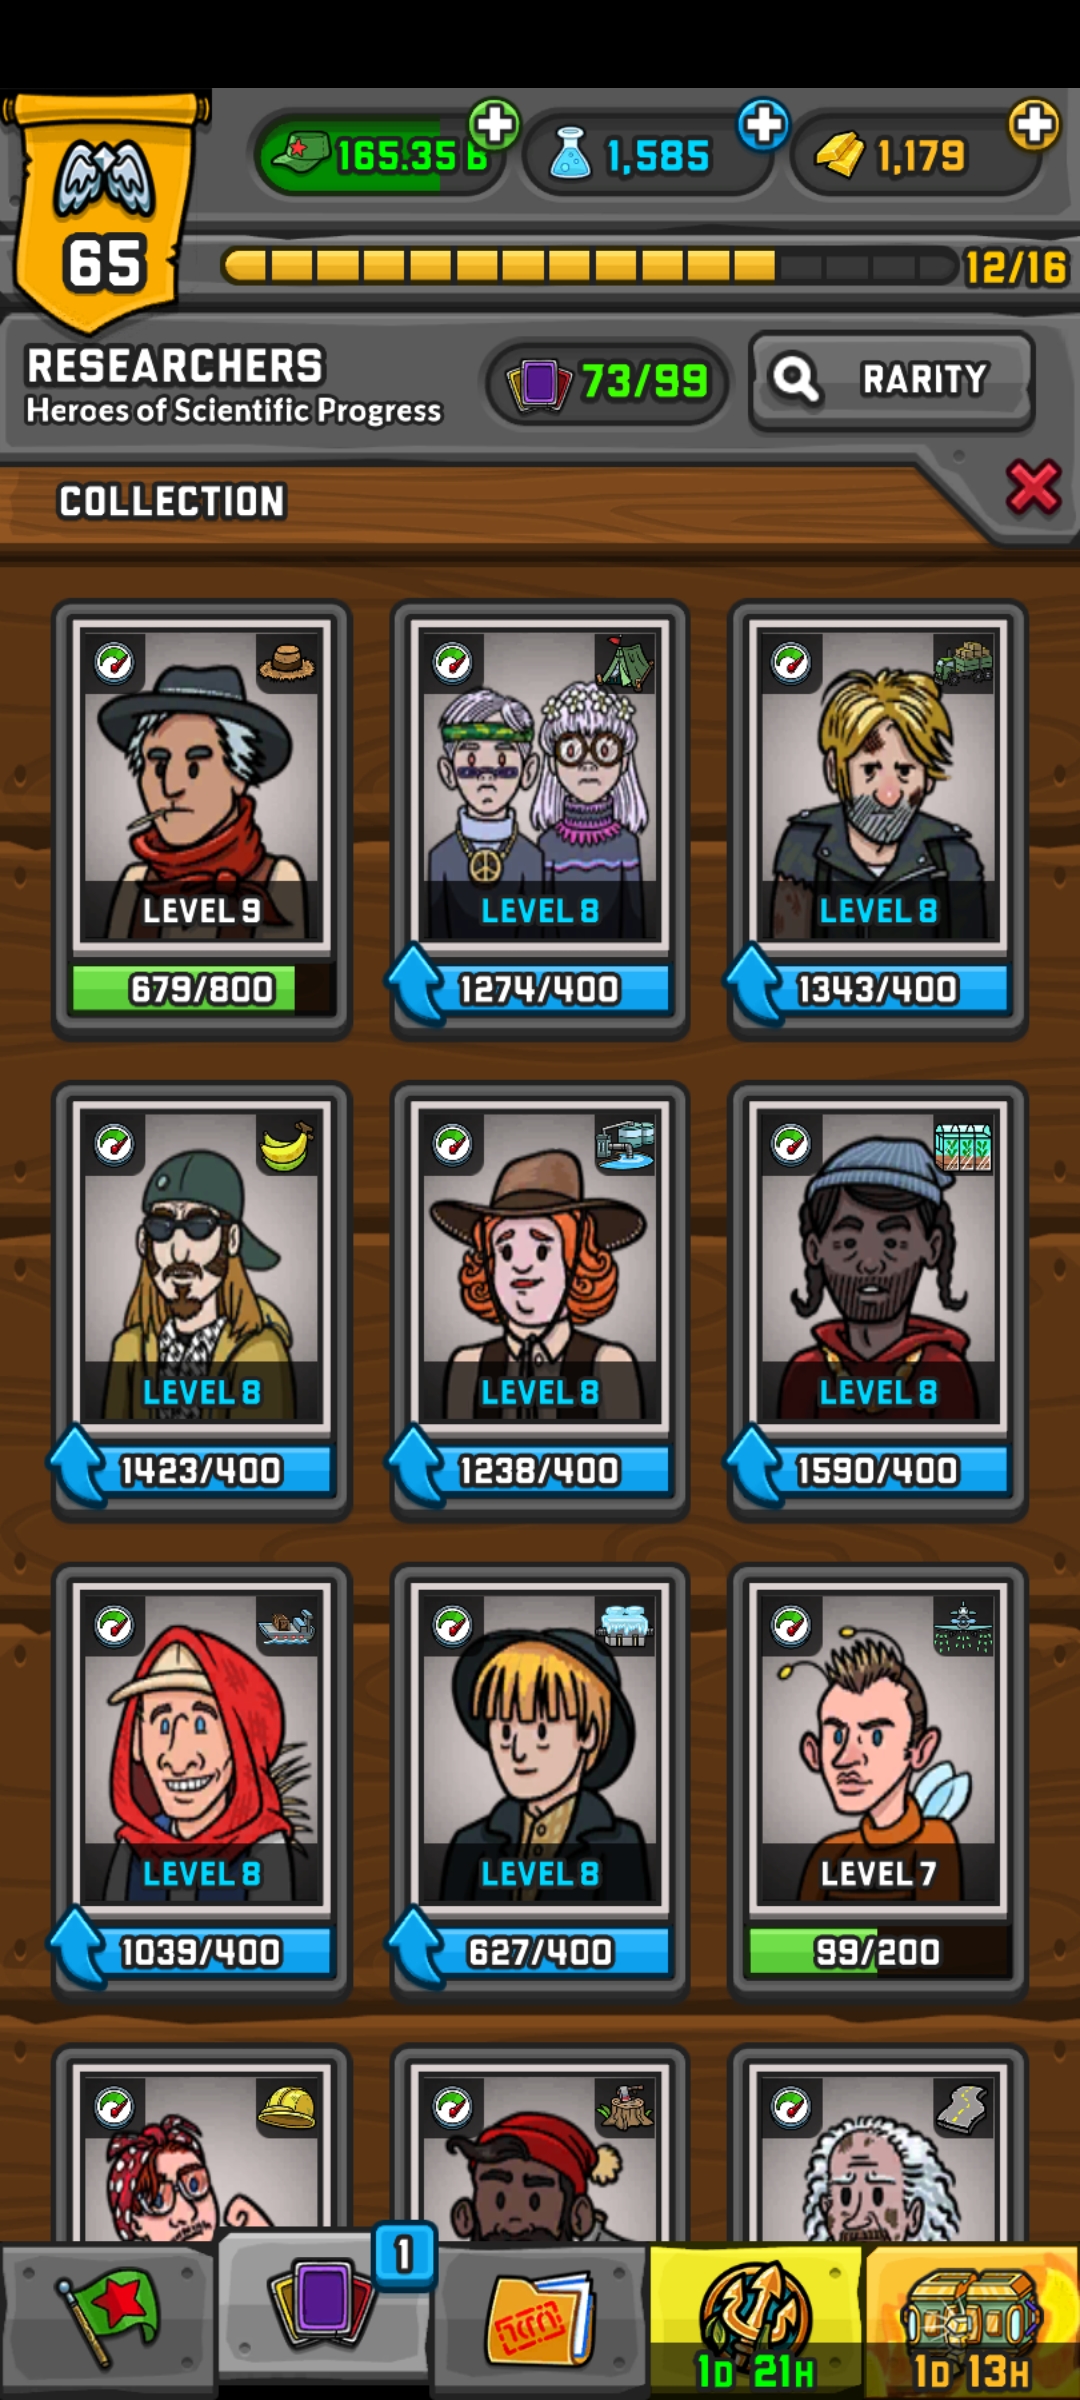 165.35 B
1,585
1,179
65
12/16
RESEARCHERS
Heroes of Scientific Progress
73/99
RARITY
COLLECTION
LEVEL 9
LEVEL 8
LEVEL 8
679/800
1274/400
1343/400
LEVEL 8
LEVEL 8
LEVEL 8
1423/400
1238/400
1590/400
LEVEL 8
LEVEL 8
LEVEL 7
1039/400
627/400
99/200
1
1D 21H
1D 13H